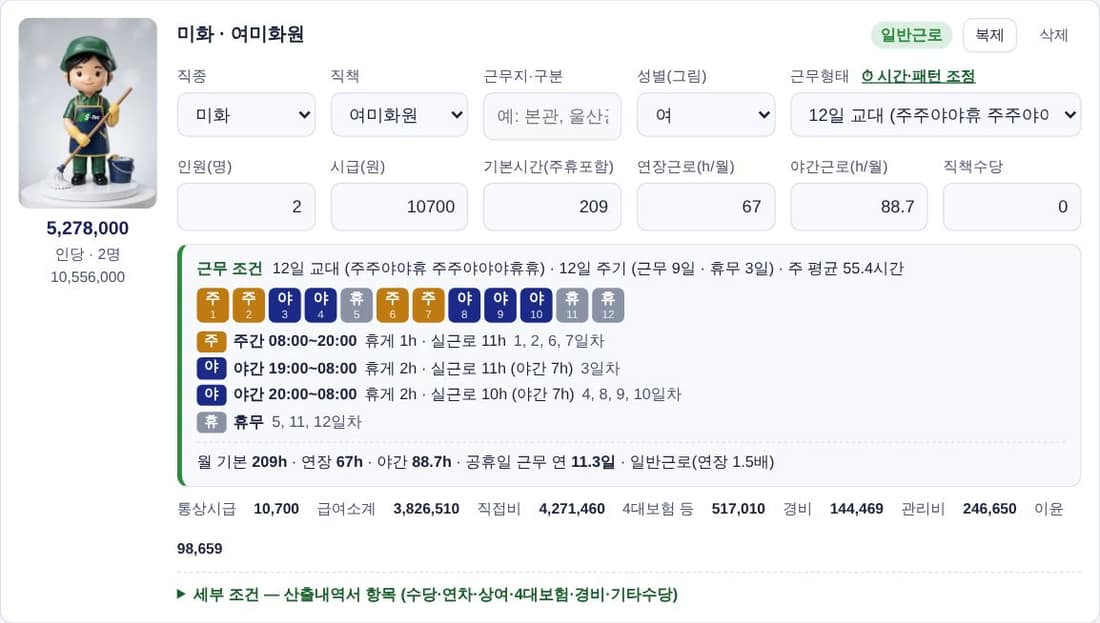 미화 · 여미화원
일반근로 복제 삭제
직종 직책 근무지·구분 성별(그림) 근무형태 ⏱ 시간·패턴 조정
미화 여미화원 예: 본관, 울산공 여 12일 교대 (주주야야휴 주주야야
인원(명) 시급(원) 기본시간(주휴포함) 연장근로(h/월) 야간근로(h/월) 직책수당
2 10700 209 67 88.7 0
5,278,000
인당 · 2명
10,556,000
근무 조건 12일 교대 (주주야야휴 주주야야야휴휴) · 12일 주기 (근무 9일 · 휴무 3일) · 주 평균 55.4시간
주 주 야 야 휴 주 주 야 야 야 휴 휴
1 2 3 4 5 6 7 8 9 10 11 12
주 주간 08:00~20:00 휴게 1h · 실근로 11h 1, 2, 6, 7일차
야 야간 19:00~08:00 휴게 2h · 실근로 11h (야간 7h) 3일차
야 야간 20:00~08:00 휴게 2h · 실근로 10h (야간 7h) 4, 8, 9, 10일차
휴 휴무 5, 11, 12일차
월 기본 209h · 연장 67h · 야간 88.7h · 공휴일 근무 연 11.3일 · 일반근로(연장 1.5배)
통상시급 10,700 급여소계 3,826,510 직접비 4,271,460 4대보험 등 517,010 경비 144,469 관리비 246,650 이윤
98,659
▶ 세부 조건 — 산출내역서 항목 (수당·연차·상여·4대보험·경비·기타수당)